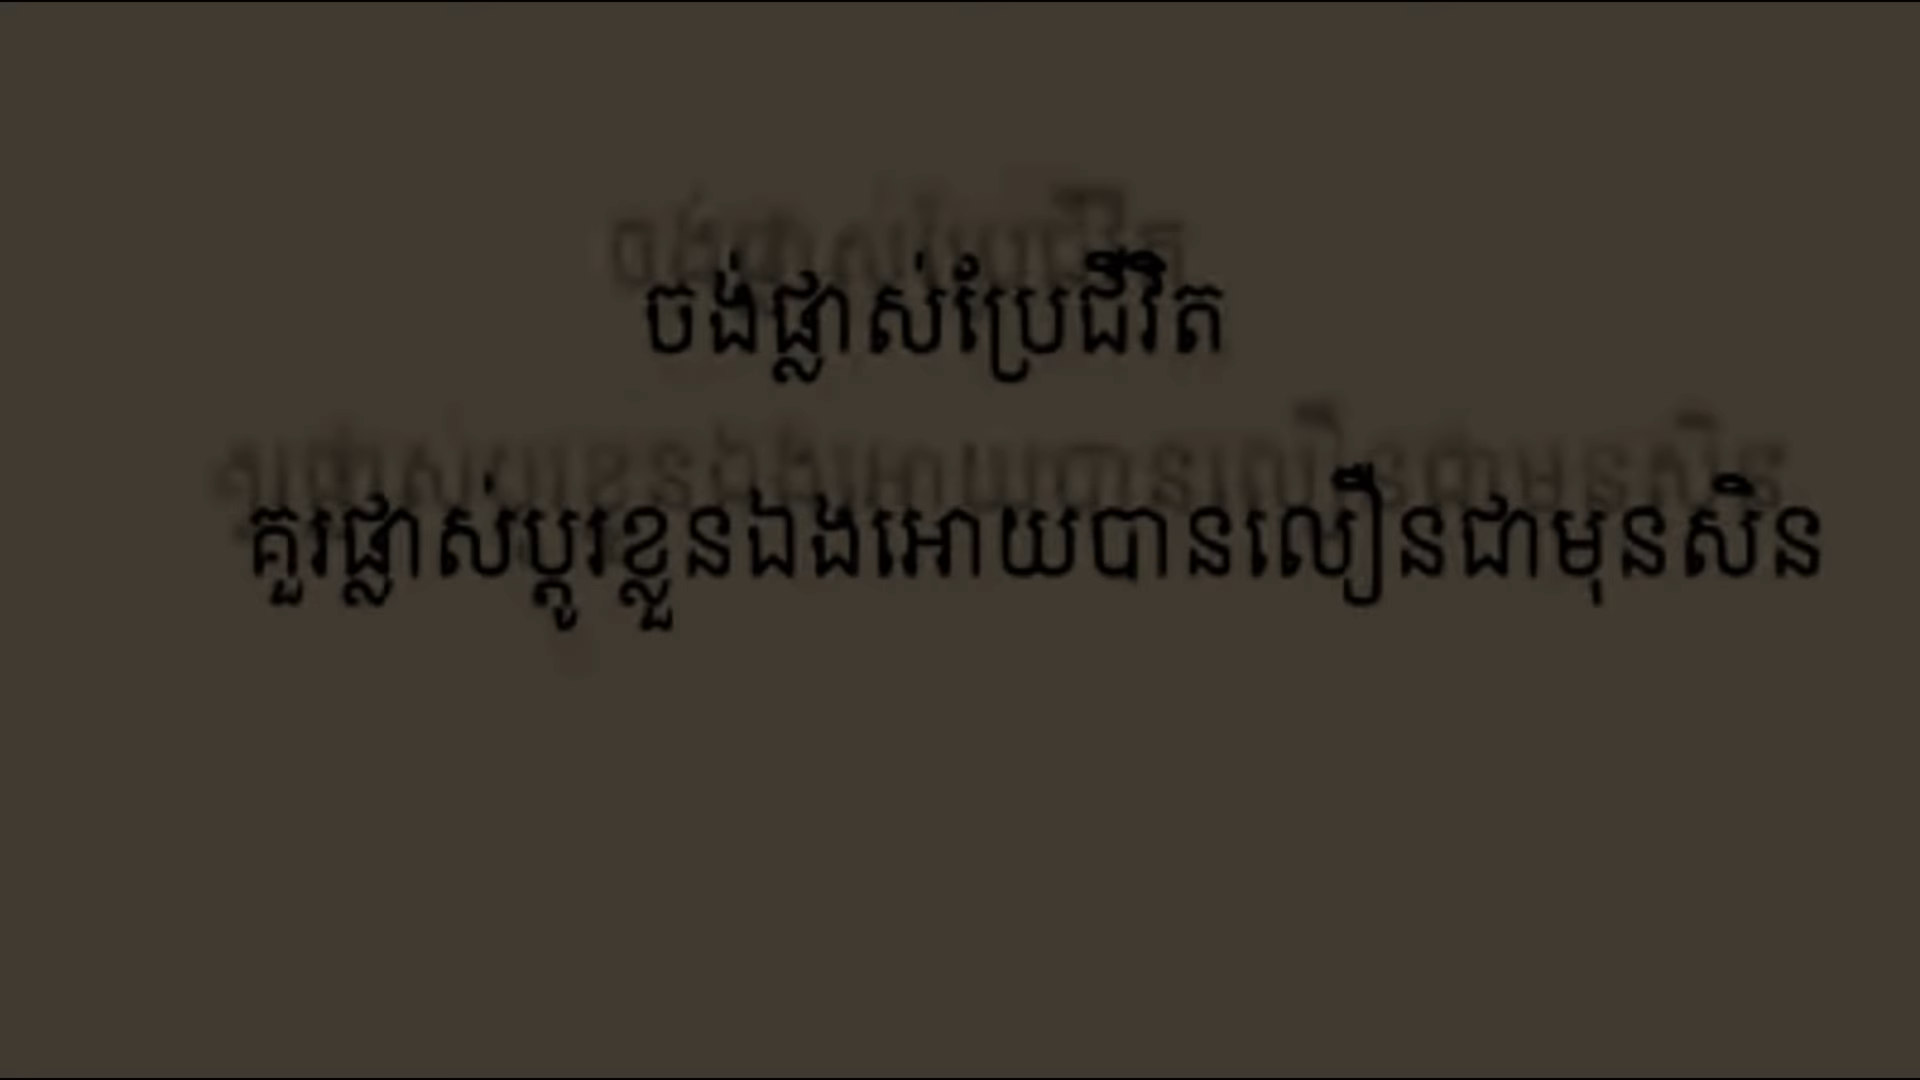 ចង់ផ្លាស់ប្រែជីវិត
គួរផ្លាស់ប្ដូរខ្លួនឯងអោយបានលឿនជាមុនសិន